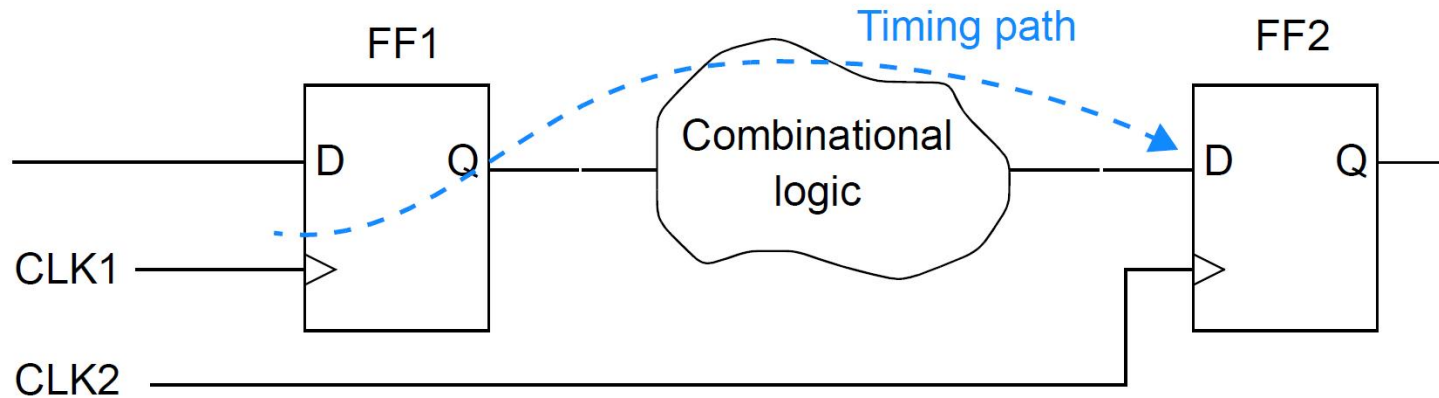 Timing path
FF1
FF2
Combinational
logic
D
Q
D
Q
CLK1
CLK2